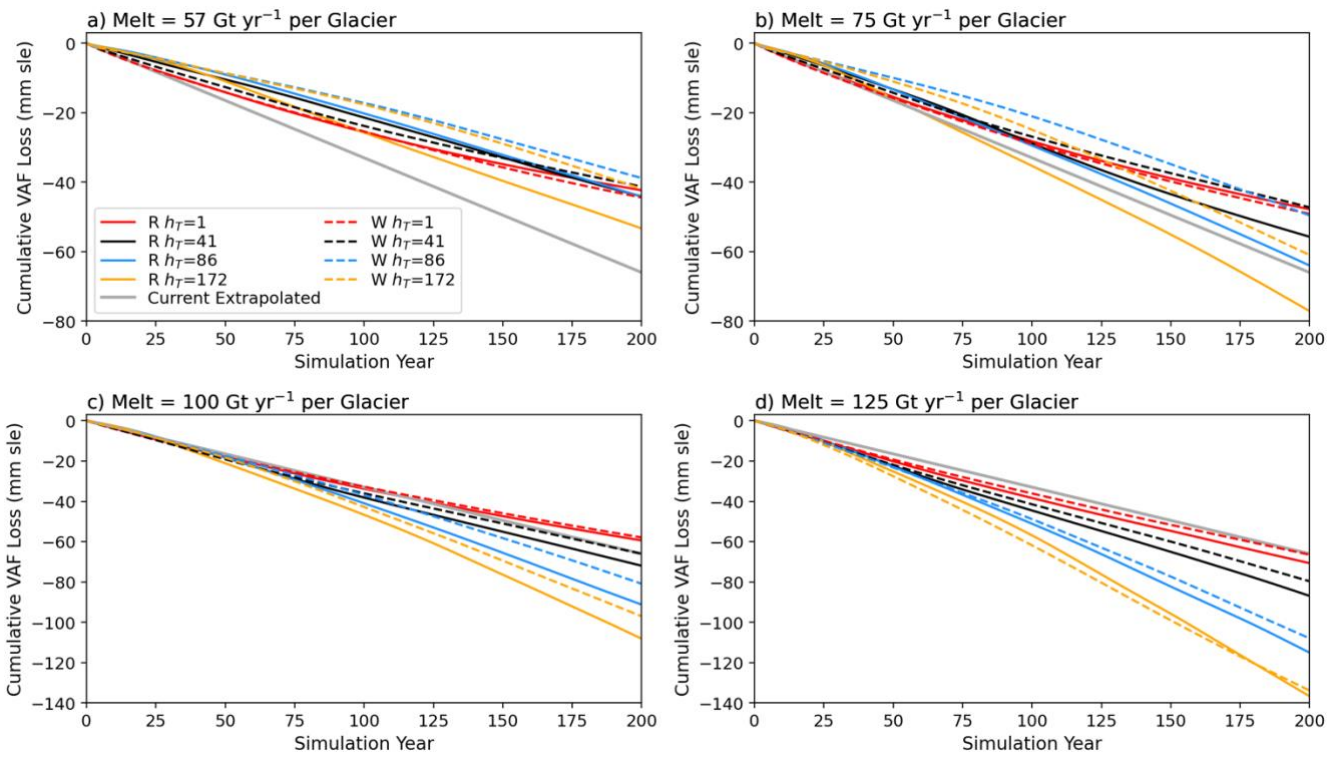 a) Melt = 57 Gt yr⁻¹ per Glacier
Cumulative VAF Loss (mm sle)
0
−20
−40
−60
−80
R h_T=1
R h_T=41
R h_T=86
R h_T=172
Current Extrapolated
W h_T=1
W h_T=41
W h_T=86
W h_T=172
0 25 50 75 100 125 150 175 200
Simulation Year
b) Melt = 75 Gt yr⁻¹ per Glacier
Cumulative VAF Loss (mm sle)
0
−20
−40
−60
−80
0 25 50 75 100 125 150 175 200
Simulation Year
c) Melt = 100 Gt yr⁻¹ per Glacier
Cumulative VAF Loss (mm sle)
0
−20
−40
−60
−80
−100
−120
−140
0 25 50 75 100 125 150 175 200
Simulation Year
d) Melt = 125 Gt yr⁻¹ per Glacier
Cumulative VAF Loss (mm sle)
0
−20
−40
−60
−80
−100
−120
−140
0 25 50 75 100 125 150 175 200
Simulation Year